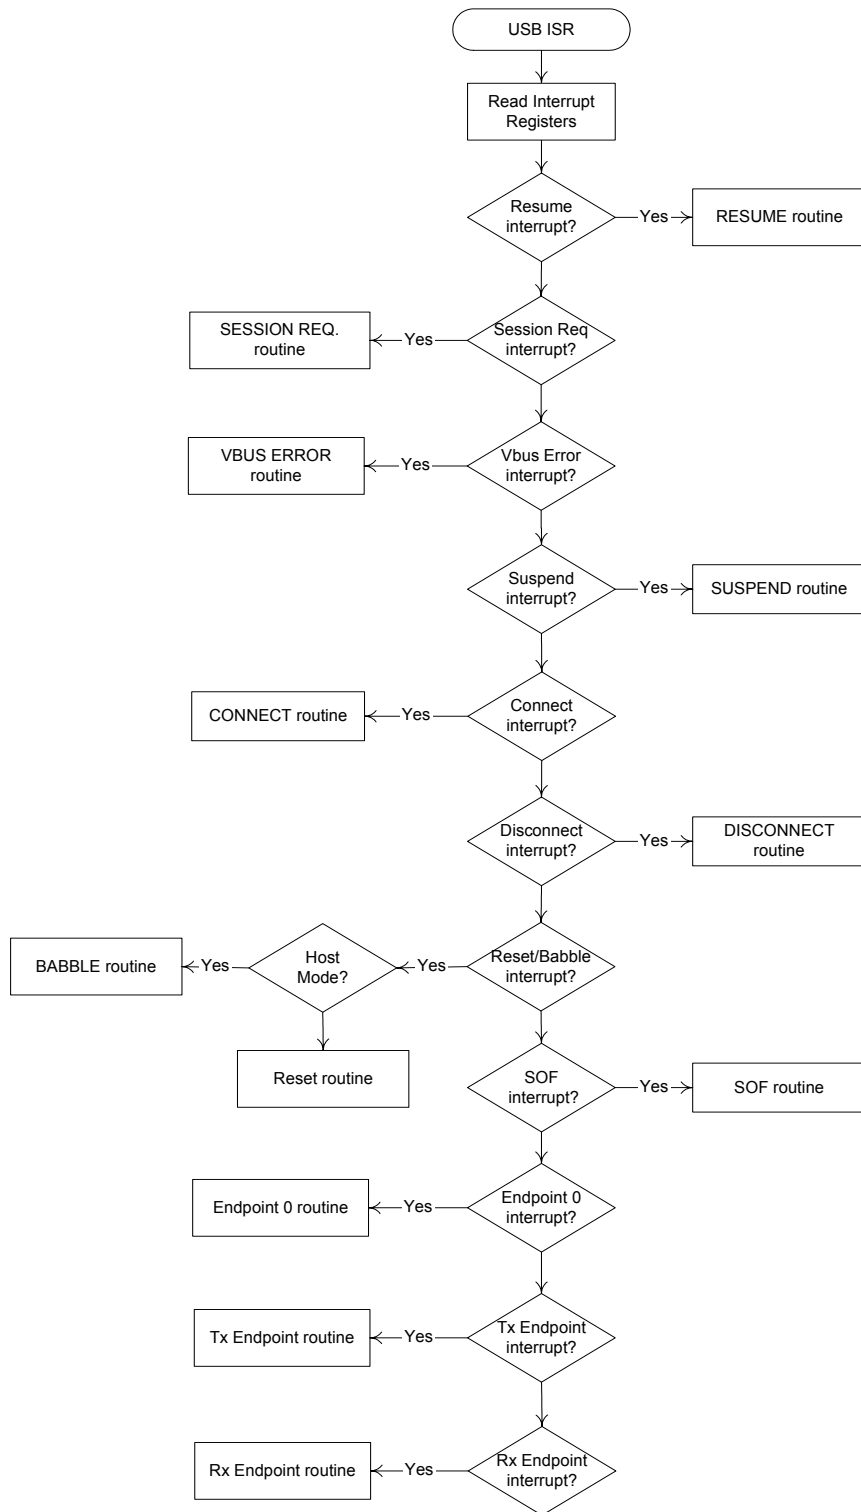 USB ISR
Read Interrupt
Registers
Resume
interrupt?
Yes
RESUME routine
SESSION REQ.
routine
Yes
Session Req
interrupt?
VBUS ERROR
routine
Yes
Vbus Error
interrupt?
Suspend
interrupt?
Yes
SUSPEND routine
CONNECT routine
Yes
Connect
interrupt?
Disconnect
interrupt?
Yes
DISCONNECT
routine
BABBLE routine
Yes
Host
Mode?
Yes
Reset/Babble
interrupt?
Reset routine
SOF
interrupt?
Yes
SOF routine
Endpoint 0 routine
Yes
Endpoint 0
interrupt?
Tx Endpoint routine
Yes
Tx Endpoint
interrupt?
Rx Endpoint routine
Yes
Rx Endpoint
interrupt?